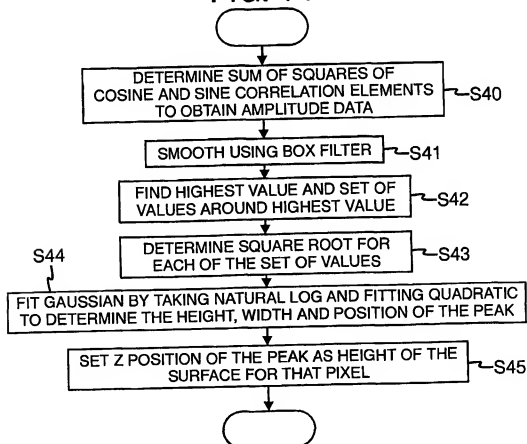 DETERMINE SUM OF SQUARES OF
COSINE AND SINE CORRELATION ELEMENTS
TO OBTAIN AMPLITUDE DATA
S40
SMOOTH USING BOX FILTER
S41
FIND HIGHEST VALUE AND SET OF
VALUES AROUND HIGHEST VALUE
S42
DETERMINE SQUARE ROOT FOR
EACH OF THE SET OF VALUES
S43
S44
FIT GAUSSIAN BY TAKING NATURAL LOG AND FITTING QUADRATIC
TO DETERMINE THE HEIGHT, WIDTH AND POSITION OF THE PEAK
SET Z POSITION OF THE PEAK AS HEIGHT OF THE
SURFACE FOR THAT PIXEL
S45